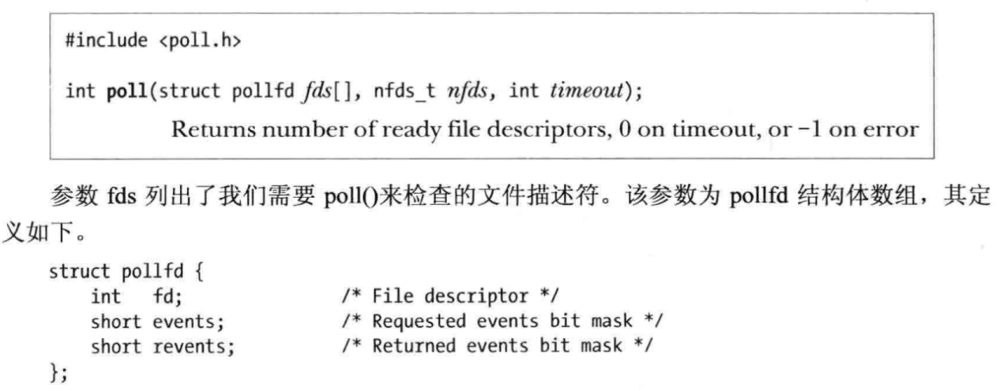 #include <poll.h>
int poll(struct pollfd fds[], nfds_t nfds, int timeout);
Returns number of ready file descriptors, 0 on timeout, or −1 on error
参数 fds 列出了我们需要 poll()来检查的文件描述符。该参数为 pollfd 结构体数组，其定
义如下。
struct pollfd {
    int   fd;               /* File descriptor */
    short events;           /* Requested events bit mask */
    short revents;          /* Returned events bit mask */
};